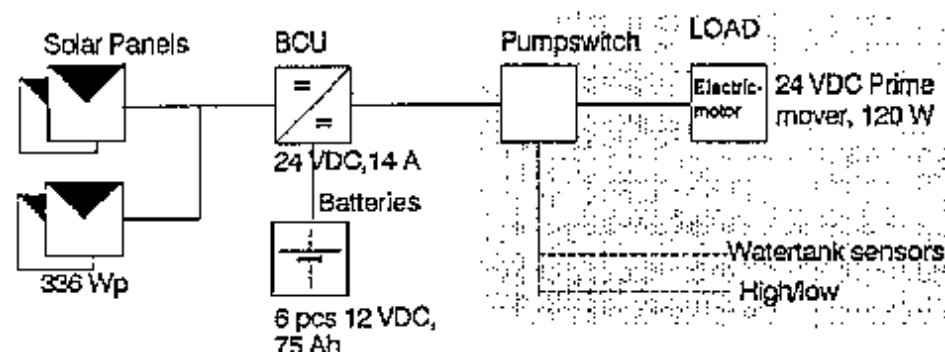 Solar Panels
BCU
Pumpswitch
LOAD
Electric-
motor
24 VDC Prime
mover, 120 W
24 VDC, 14 A
Batteries
336 Wp
Watertank sensors
High/low
6 pcs 12 VDC,
75 Ah